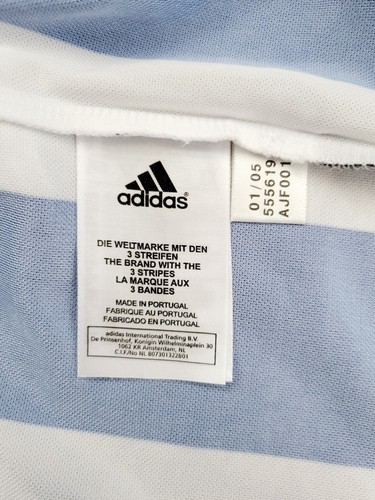 adidas
DIE WELTMARKE MIT DEN
3 STREIFEN
THE BRAND WITH THE
3 STRIPES
LA MARQUE AUX
3 BANDES
MADE IN PORTUGAL
FABRIQUE AU PORTUGAL
FABRICADO EN PORTUGAL
adidas International Trading B.V.
De Prinsenhof, Konigin Wilhelminaplein 30
1062 KR Amsterdam, NL
C.I.F/No NL 807301322B01
01/05
555619
AJF001